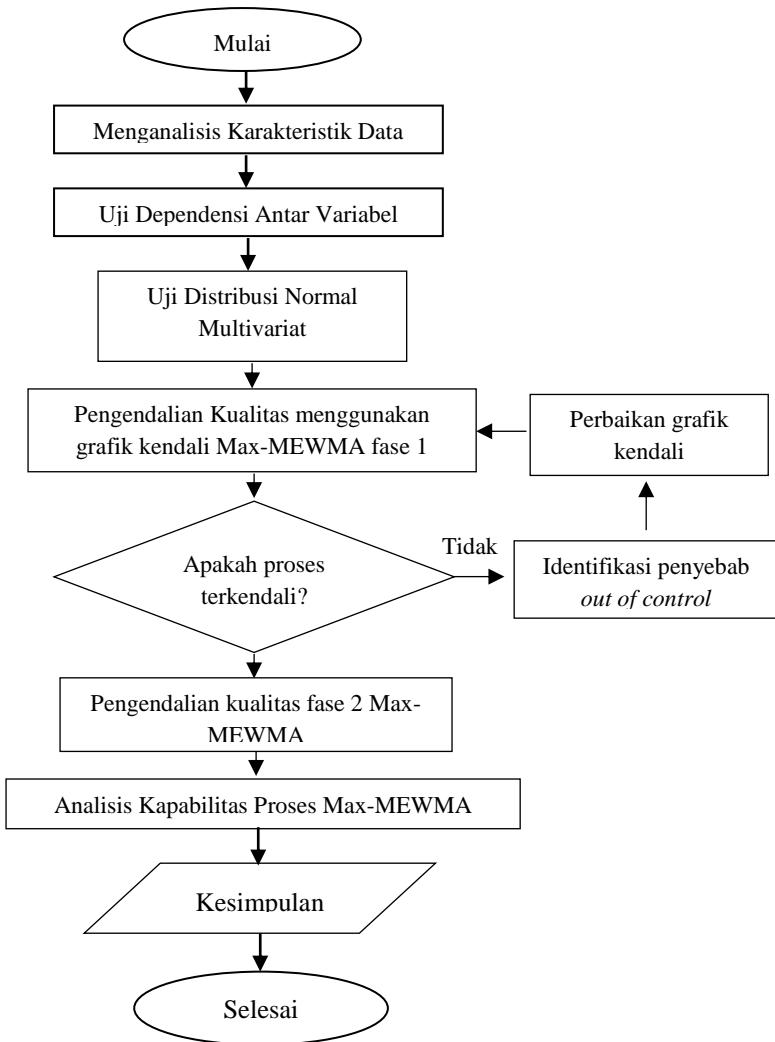 Mulai
Menganalisis Karakteristik Data
Uji Dependensi Antar Variabel
Uji Distribusi Normal
Multivariat
Pengendalian Kualitas menggunakan
grafik kendali Max-MEWMA fase 1
Perbaikan grafik
kendali
Apakah proses
terkendali?
Tidak
Identifikasi penyebab
out of control
Pengendalian kualitas fase 2 Max-
MEWMA
Analisis Kapabilitas Proses Max-MEWMA
Kesimpulan
Selesai